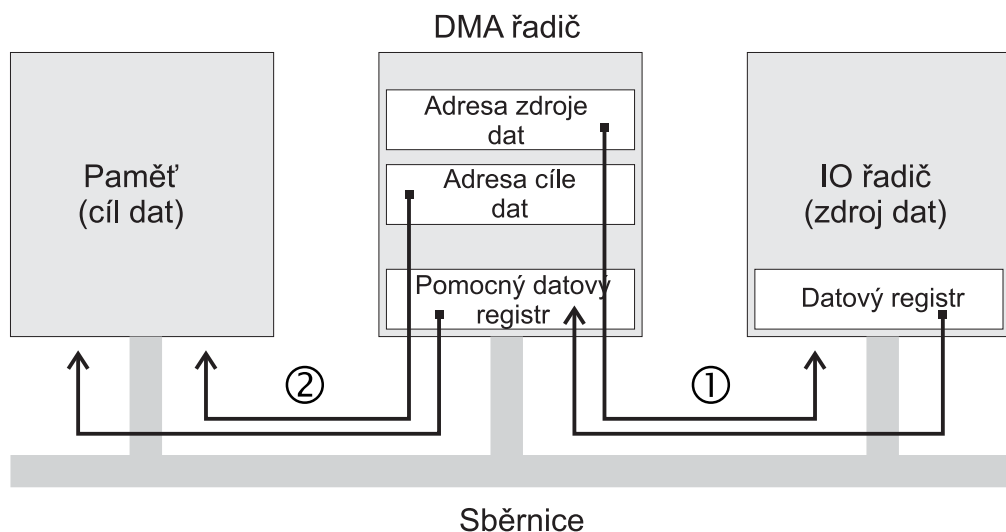 DMA řadič
Adresa zdroje
dat
Paměť
(cíl dat)
Adresa cíle
dat
IO řadič
(zdroj dat)
Pomocný datový
registr
Datový registr
②
①
Sběrnice